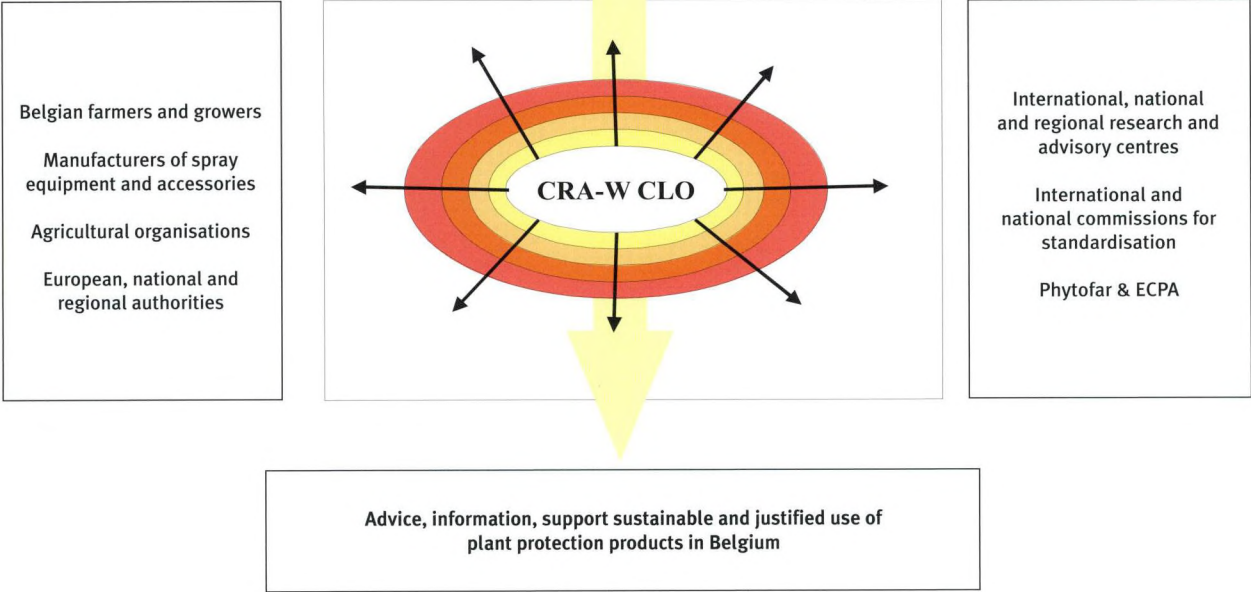 Belgian farmers and growers
Manufacturers of spray
equipment and accessories
Agricultural organisations
European, national and
regional authorities
CRA-W CLO
International, national
and regional research and
advisory centres
International and
national commissions for
standardisation
Phytofar & ECPA
Advice, information, support sustainable and justified use of
plant protection products in Belgium